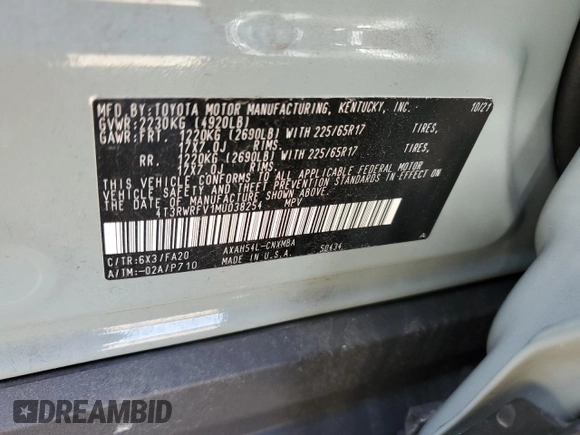 MFD.BY:TOYOTA MOTOR MANUFACTURING, KENTUCKY, INC. 10/21
GVWR:2230KG (4920LB)
GAWR:FRT. 1220KG (2690LB) WITH 225/65R17 TIRES,
17X7.0J RIMS.
RR. 1220KG (2690LB) WITH 225/65R17 TIRES,
17X7.0J RIMS.
THIS VEHICLE CONFORMS TO ALL APPLICABLE FEDERAL MOTOR
VEHICLE SAFETY AND THEFT PREVENTION STANDARDS IN
EFFECT ON THE DATE OF MANUFACTURE SHOWN ABOVE.
4T3RWRFV1MU038254 MPV
C/TR:6X3/FA20 AXAH54L-CNXMBA 50434
A/TM:-02A/P710 MADE IN U.S.A. A
DREAMBID